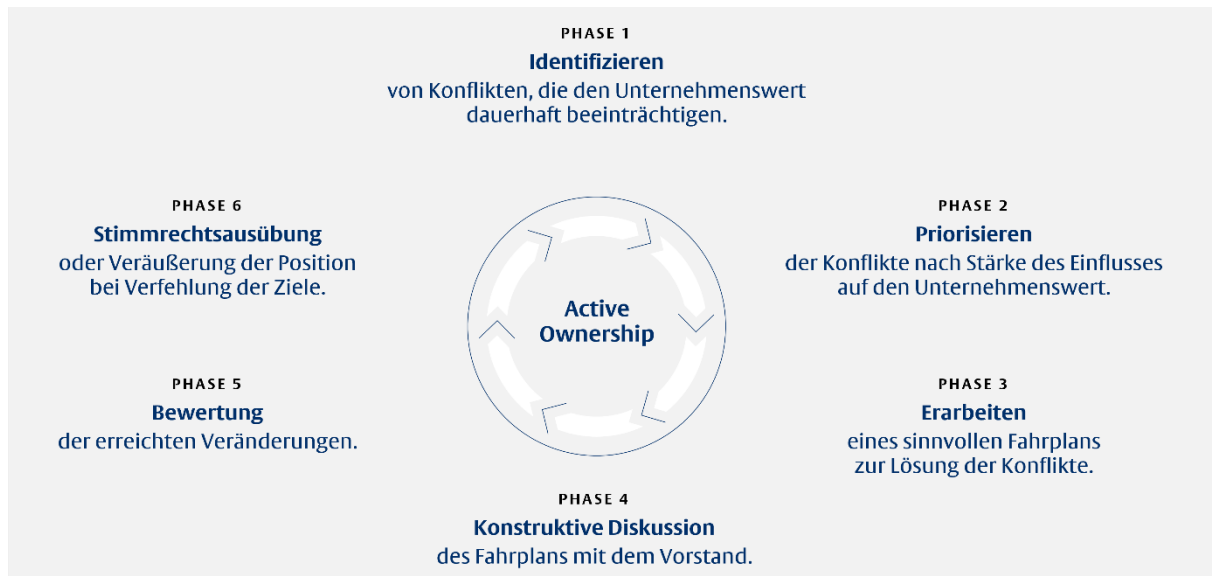 PHASE 1
Identifizieren
von Konflikten, die den Unternehmenswert
dauerhaft beeinträchtigen.
PHASE 2
Priorisieren
der Konflikte nach Stärke des Einflusses
auf den Unternehmenswert.
PHASE 3
Erarbeiten
eines sinnvollen Fahrplans
zur Lösung der Konflikte.
PHASE 4
Konstruktive Diskussion
des Fahrplans mit dem Vorstand.
PHASE 5
Bewertung
der erreichten Veränderungen.
PHASE 6
Stimmrechtsausübung
oder Veräußerung der Position
bei Verfehlung der Ziele.
Active
Ownership